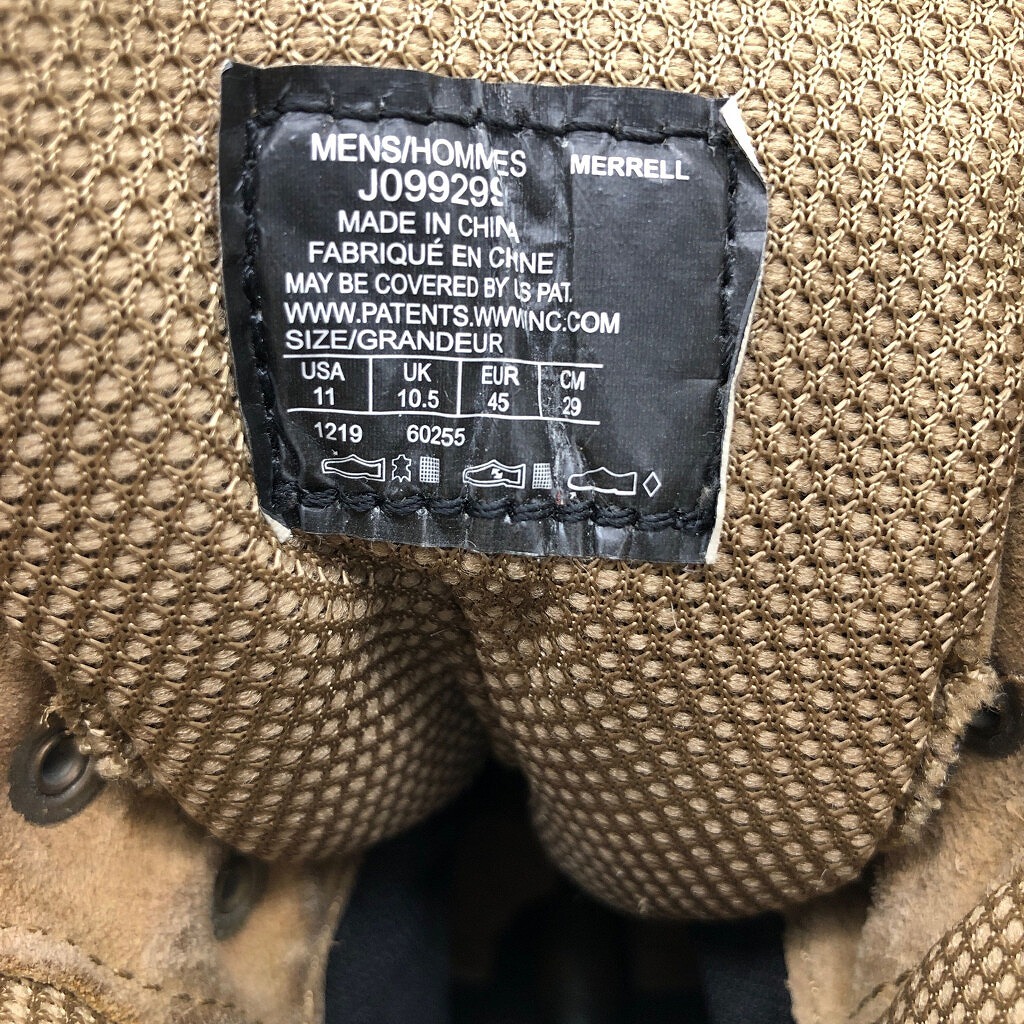 MENS/HOMMES MERRELL
J099299
MADE IN CHINA
FABRIQUÉ EN CHINE
MAY BE COVERED BY US PAT.
WWW.PATENTS.WWWINC.COM
SIZE/GRANDEUR
USA UK EUR CM
11 10.5 45 29
1219 60255